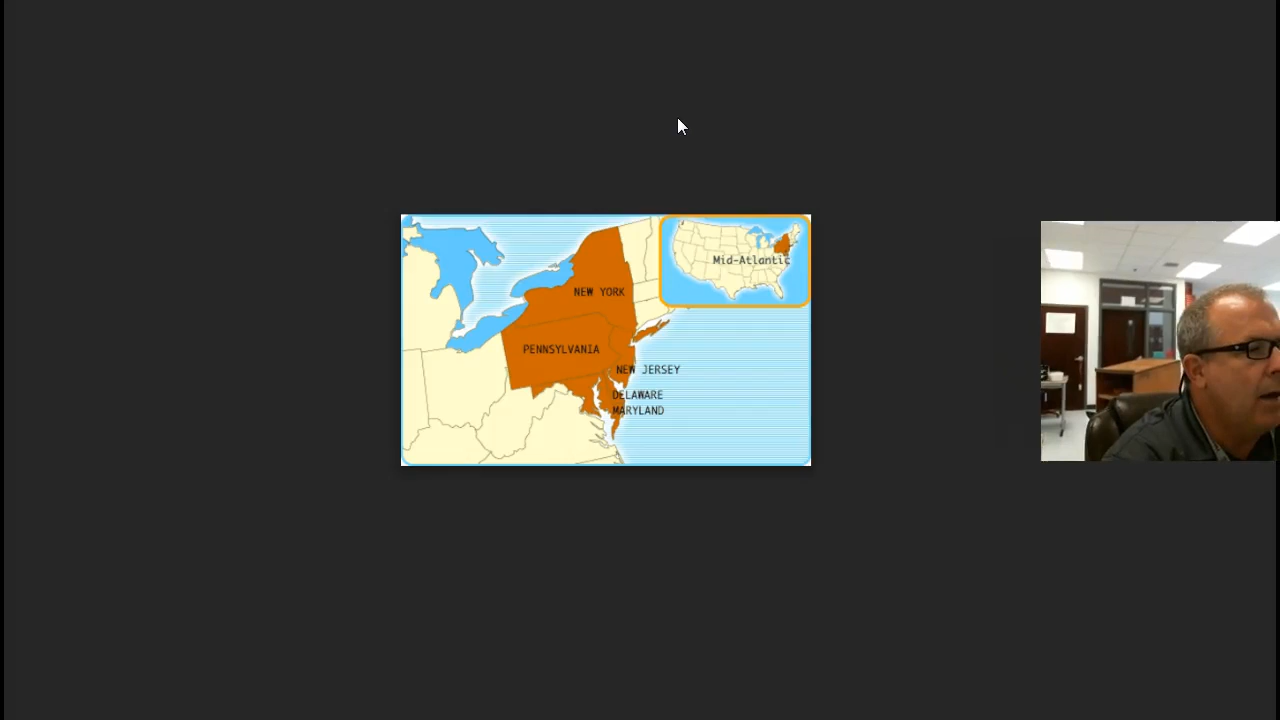 Mid-Atlantic
NEW YORK
PENNSYLVANIA
NEW JERSEY
DELAWARE
MARYLAND